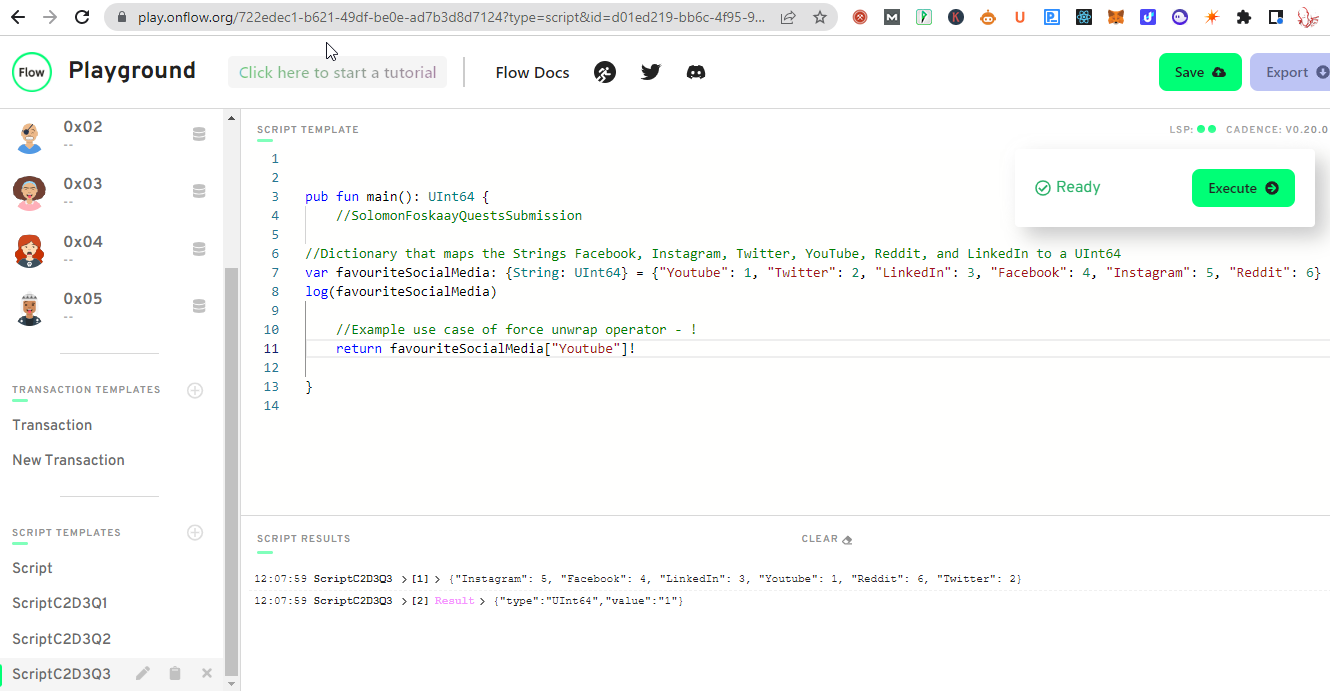 play.onflow.org/722edec1-b621-49df-be0e-ad7b3d8d7124?type=script&id=d01ed219-bb6c-4f95-9...
Flow
Playground
Click here to start a tutorial
Flow Docs
Save
Export
0x02
--
0x03
--
0x04
--
0x05
--
TRANSACTION TEMPLATES
Transaction
New Transaction
SCRIPT TEMPLATES
Script
ScriptC2D3Q1
ScriptC2D3Q2
ScriptC2D3Q3
SCRIPT TEMPLATE
LSP:
CADENCE: V0.20.0
Ready
Execute
1
2
3 pub fun main(): UInt64 {
4 //SolomonFoskaayQuestsSubmission
5
6 //Dictionary that maps the Strings Facebook, Instagram, Twitter, YouTube, Reddit, and LinkedIn to a UInt64
7 var favouriteSocialMedia: {String: UInt64} = {"Youtube": 1, "Twitter": 2, "LinkedIn": 3, "Facebook": 4, "Instagram": 5, "Reddit": 6}
8 log(favouriteSocialMedia)
9
10 //Example use case of force unwrap operator - !
11 return favouriteSocialMedia["Youtube"]!
12
13 }
14
SCRIPT RESULTS
CLEAR
12:07:59 ScriptC2D3Q3 > [1] > {"Instagram": 5, "Facebook": 4, "LinkedIn": 3, "Youtube": 1, "Reddit": 6, "Twitter": 2}
12:07:59 ScriptC2D3Q3 > [2] Result > {"type":"UInt64","value":"1"}